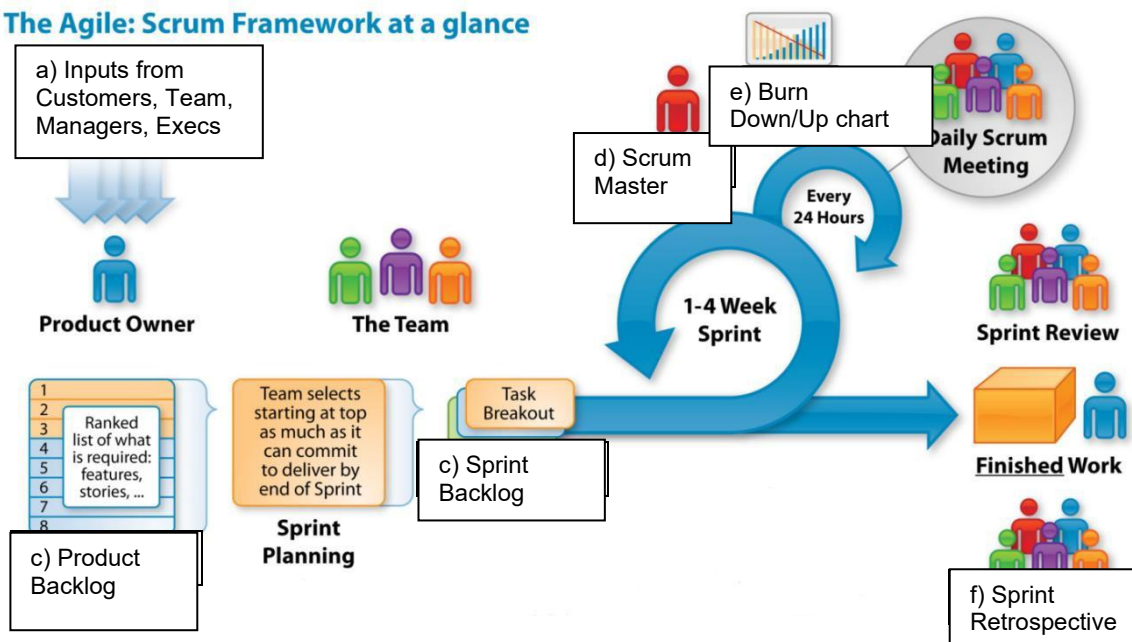 The Agile: Scrum Framework at a glance
a) Inputs from
Customers, Team,
Managers, Execs
Product Owner
The Team
1
2
3
4
5
6
7
8
Ranked
list of what
is required:
features,
stories, ...
c) Product
Backlog
Team selects
starting at top
as much as it
can commit
to deliver by
end of Sprint
Sprint
Planning
Task
Breakout
c) Sprint
Backlog
d) Scrum
Master
e) Burn
Down/Up chart
Every
24 Hours
1-4 Week
Sprint
Daily Scrum
Meeting
Sprint Review
Finished Work
f) Sprint
Retrospective